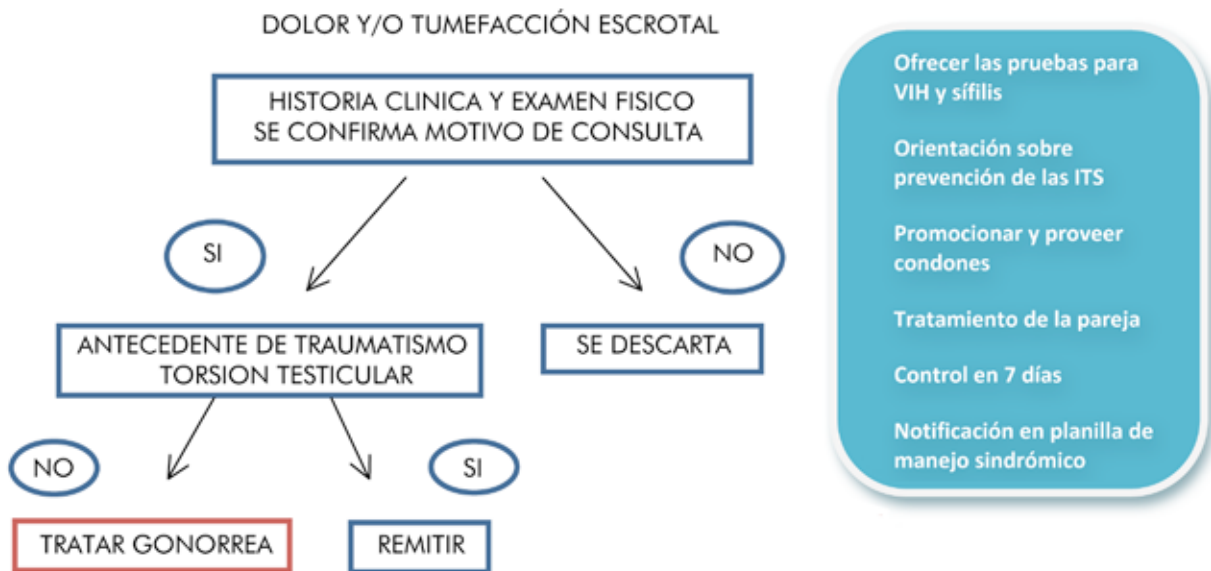 DOLOR Y/O TUMEFACCIÓN ESCROTAL
HISTORIA CLINICA Y EXAMEN FISICO
SE CONFIRMA MOTIVO DE CONSULTA
SI
NO
ANTECEDENTE DE TRAUMATISMO
TORSION TESTICULAR
SE DESCARTA
NO
SI
TRATAR GONORREA
REMITIR
Ofrecer las pruebas para
VIH y sífilis
Orientación sobre
prevención de las ITS
Promocionar y proveer
condones
Tratamiento de la pareja
Control en 7 días
Notificación en planilla de
manejo sindrómico